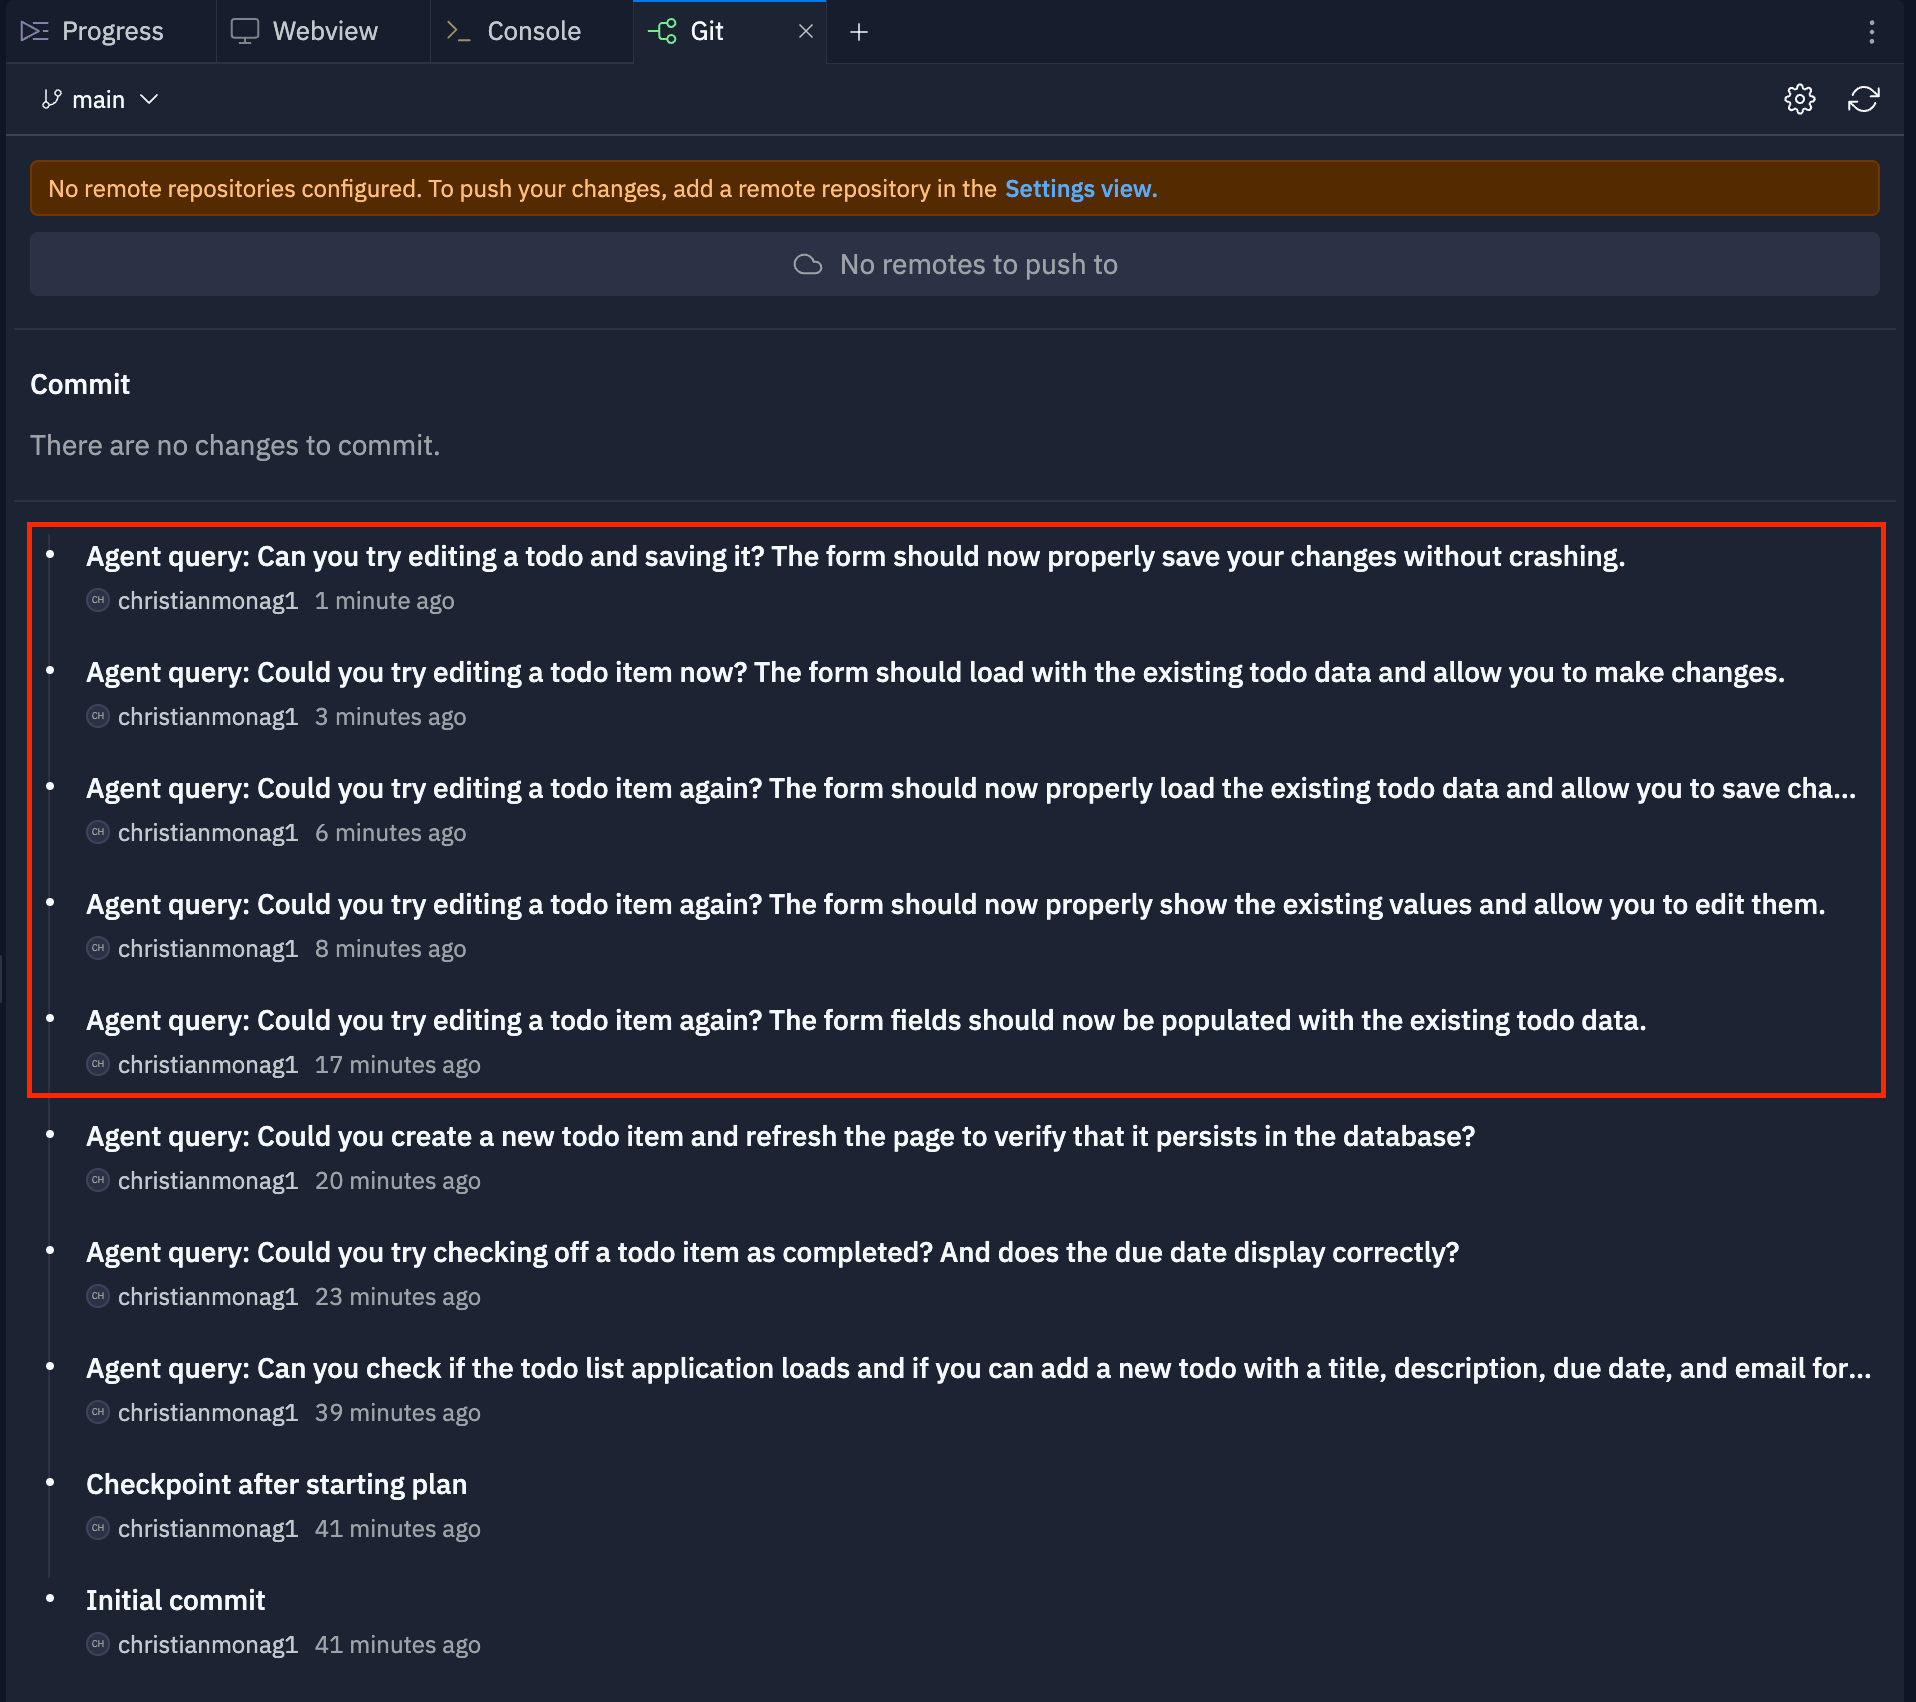 Progress
Webview
Console
Git
main
No remote repositories configured. To push your changes, add a remote repository in the Settings view.
No remotes to push to
Commit
There are no changes to commit.
Agent query: Can you try editing a todo and saving it? The form should now properly save your changes without crashing.
CH christianmonag1 1 minute ago
Agent query: Could you try editing a todo item now? The form should load with the existing todo data and allow you to make changes.
CH christianmonag1 3 minutes ago
Agent query: Could you try editing a todo item again? The form should now properly load the existing todo data and allow you to save cha...
CH christianmonag1 6 minutes ago
Agent query: Could you try editing a todo item again? The form should now properly show the existing values and allow you to edit them.
CH christianmonag1 8 minutes ago
Agent query: Could you try editing a todo item again? The form fields should now be populated with the existing todo data.
CH christianmonag1 17 minutes ago
Agent query: Could you create a new todo item and refresh the page to verify that it persists in the database?
CH christianmonag1 20 minutes ago
Agent query: Could you try checking off a todo item as completed? And does the due date display correctly?
CH christianmonag1 23 minutes ago
Agent query: Can you check if the todo list application loads and if you can add a new todo with a title, description, due date, and email for...
CH christianmonag1 39 minutes ago
Checkpoint after starting plan
CH christianmonag1 41 minutes ago
Initial commit
CH christianmonag1 41 minutes ago